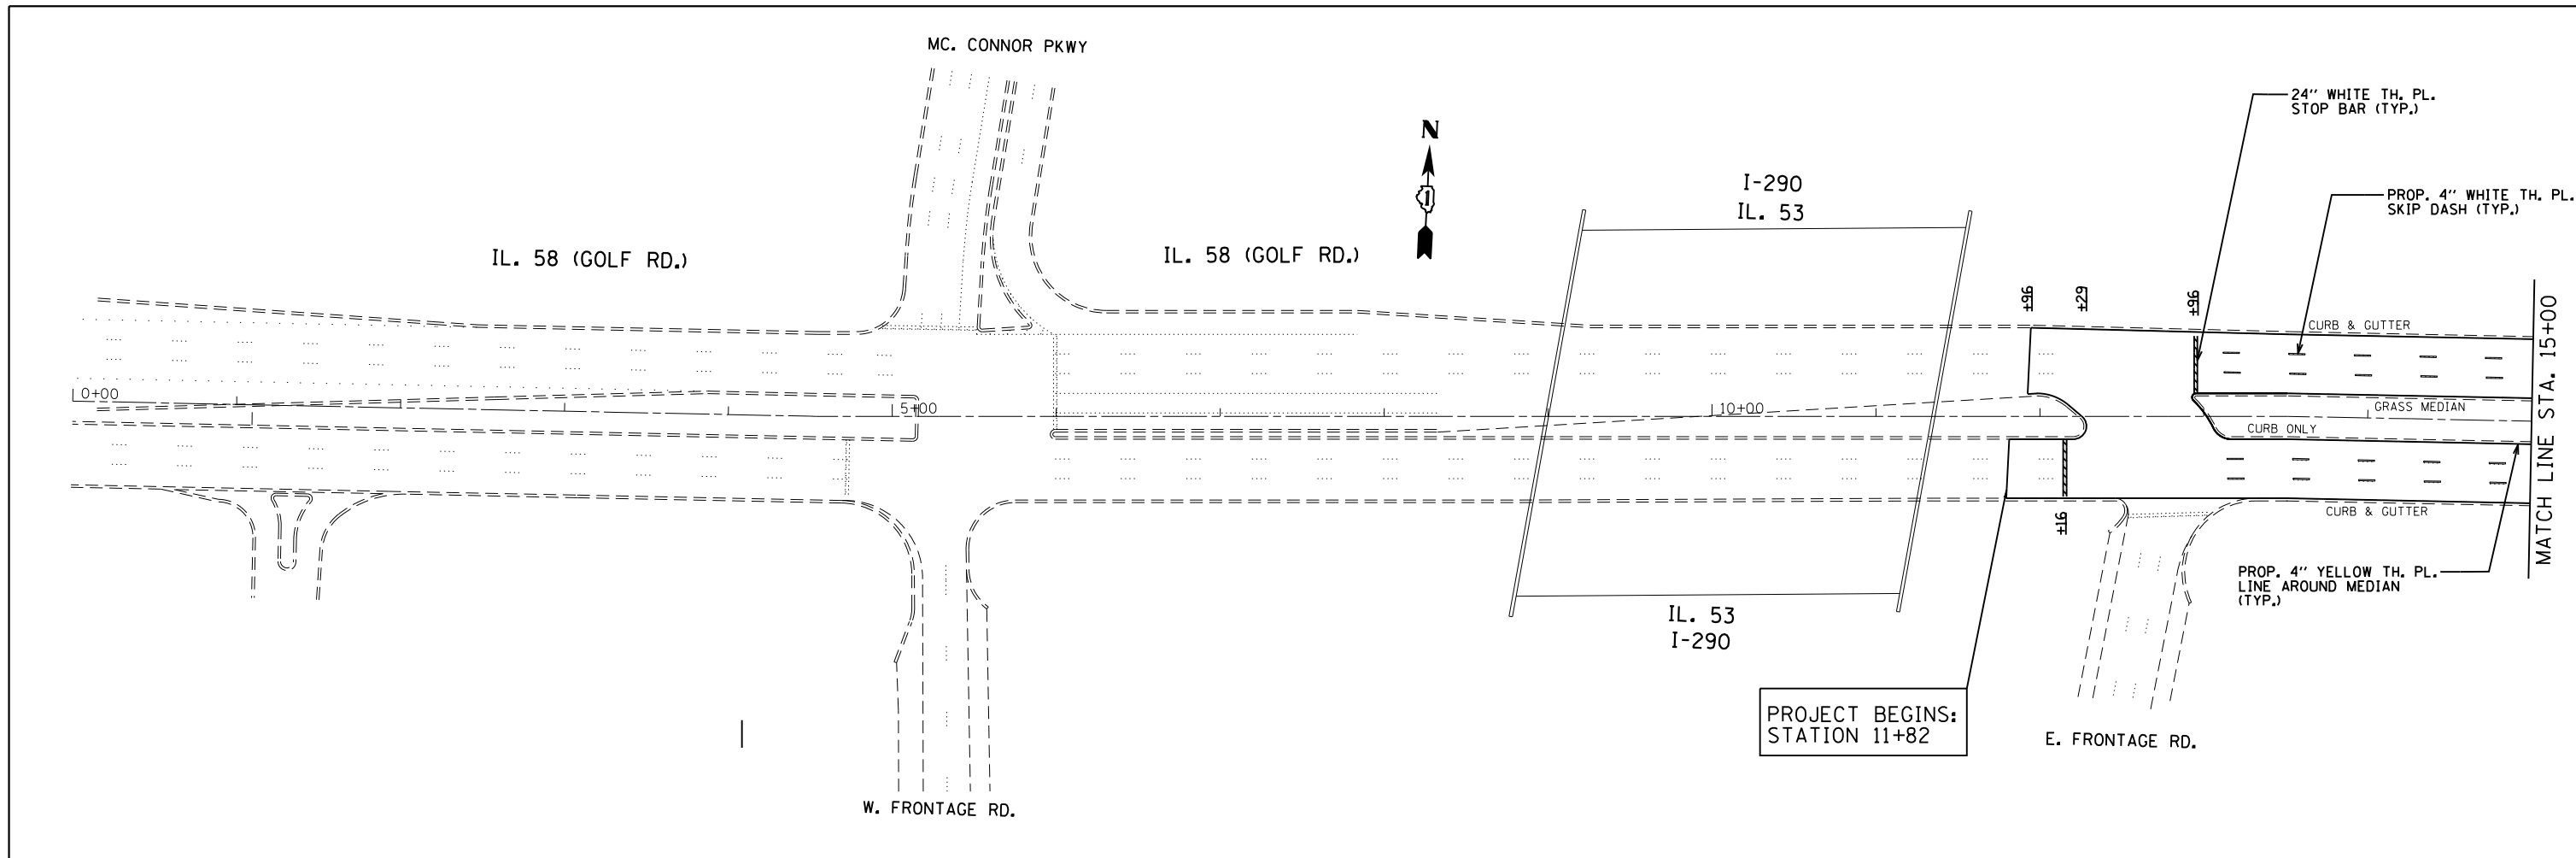 MC. CONNOR PKWY
24" WHITE TH. PL.
STOP BAR (TYP.)
N
1
I-290
IL. 53
PROP. 4" WHITE TH. PL.
SKIP DASH (TYP.)
IL. 58 (GOLF RD.)
IL. 58 (GOLF RD.)
+96
+29
+96
CURB & GUTTER
MATCH LINE STA. 15+00
0+00
5+00
10+00
GRASS MEDIAN
CURB ONLY
CURB & GUTTER
+16
PROP. 4" YELLOW TH. PL.
LINE AROUND MEDIAN
(TYP.)
IL. 53
I-290
PROJECT BEGINS:
STATION 11+82
E. FRONTAGE RD.
W. FRONTAGE RD.